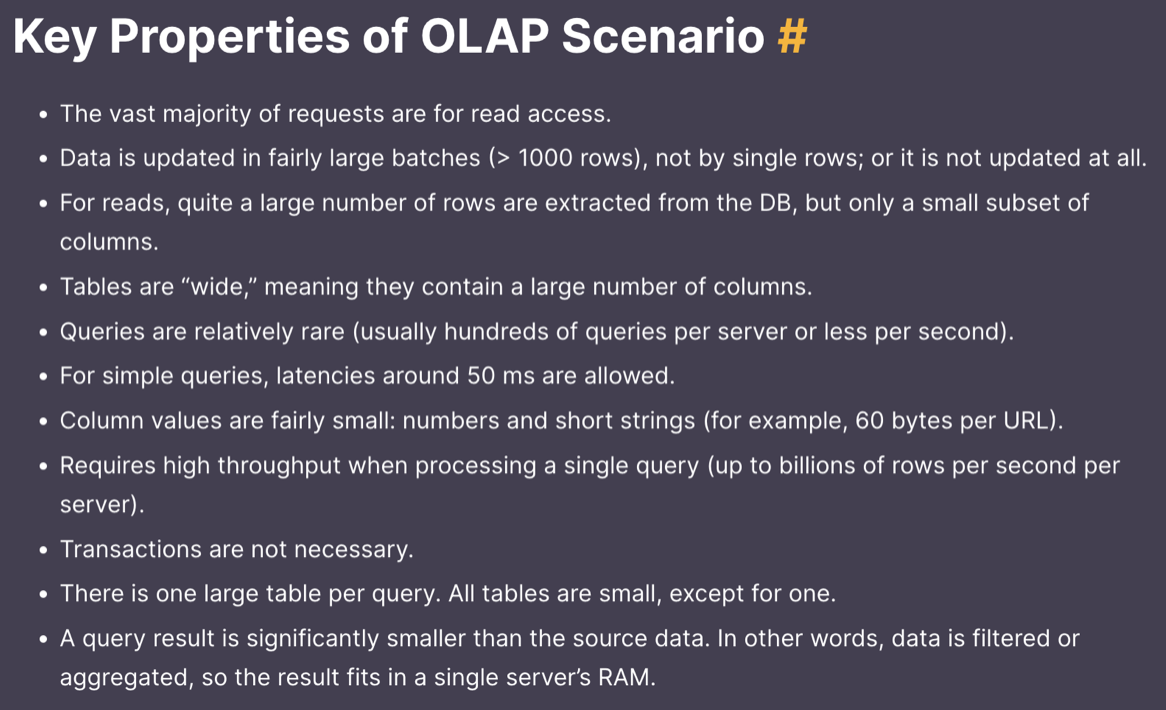 Key Properties of OLAP Scenario #
• The vast majority of requests are for read access.
• Data is updated in fairly large batches (> 1000 rows), not by single rows; or it is not updated at all.
• For reads, quite a large number of rows are extracted from the DB, but only a small subset of
columns.
• Tables are “wide,” meaning they contain a large number of columns.
• Queries are relatively rare (usually hundreds of queries per server or less per second).
• For simple queries, latencies around 50 ms are allowed.
• Column values are fairly small: numbers and short strings (for example, 60 bytes per URL).
• Requires high throughput when processing a single query (up to billions of rows per second per
server).
• Transactions are not necessary.
• There is one large table per query. All tables are small, except for one.
• A query result is significantly smaller than the source data. In other words, data is filtered or
aggregated, so the result fits in a single server’s RAM.